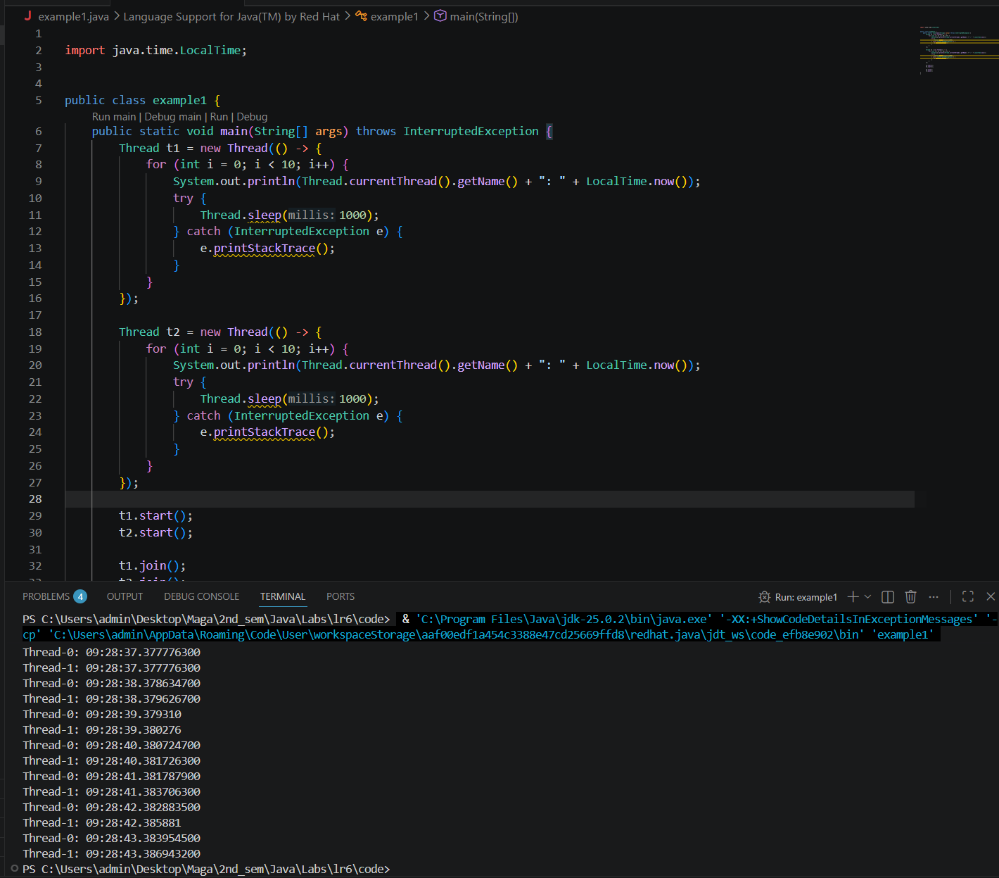 example1.java > Language Support for Java(TM) by Red Hat > example1 > main(String[])
1
2 import java.time.LocalTime;
3
4
5 public class example1 {
Run main | Debug main | Run | Debug
6 public static void main(String[] args) throws InterruptedException {
7 Thread t1 = new Thread(() -> {
8 for (int i = 0; i < 10; i++) {
9 System.out.println(Thread.currentThread().getName() + ": " + LocalTime.now());
10 try {
11 Thread.sleep(millis: 1000);
12 } catch (InterruptedException e) {
13 e.printStackTrace();
14 }
15 }
16 });
17
18 Thread t2 = new Thread(() -> {
19 for (int i = 0; i < 10; i++) {
20 System.out.println(Thread.currentThread().getName() + ": " + LocalTime.now());
21 try {
22 Thread.sleep(millis: 1000);
23 } catch (InterruptedException e) {
24 e.printStackTrace();
25 }
26 }
27 });
28
29 t1.start();
30 t2.start();
31
32 t1.join();
PROBLEMS 4 OUTPUT DEBUG CONSOLE TERMINAL PORTS Run: example1
PS C:\Users\admin\Desktop\Maga\2nd_sem\Java\Labs\lr6\code> & 'C:\Program Files\Java\jdk-25.0.2\bin\java.exe' '-XX:+ShowCodeDetailsInExceptionMessages' '-
cp' 'C:\Users\admin\AppData\Roaming\Code\User\workspaceStorage\aaf00edf1a454c3388e47cd25669ffd8\redhat.java\jdt_ws\code_efb8e902\bin' 'example1'
Thread-0: 09:28:37.377776300
Thread-1: 09:28:37.377776300
Thread-0: 09:28:38.378634700
Thread-1: 09:28:38.379626700
Thread-0: 09:28:39.379310
Thread-1: 09:28:39.380276
Thread-0: 09:28:40.380724700
Thread-1: 09:28:40.381726300
Thread-0: 09:28:41.381787900
Thread-1: 09:28:41.383706300
Thread-0: 09:28:42.382883500
Thread-1: 09:28:42.385881
Thread-0: 09:28:43.383954500
Thread-1: 09:28:43.386943200
PS C:\Users\admin\Desktop\Maga\2nd_sem\Java\Labs\lr6\code>